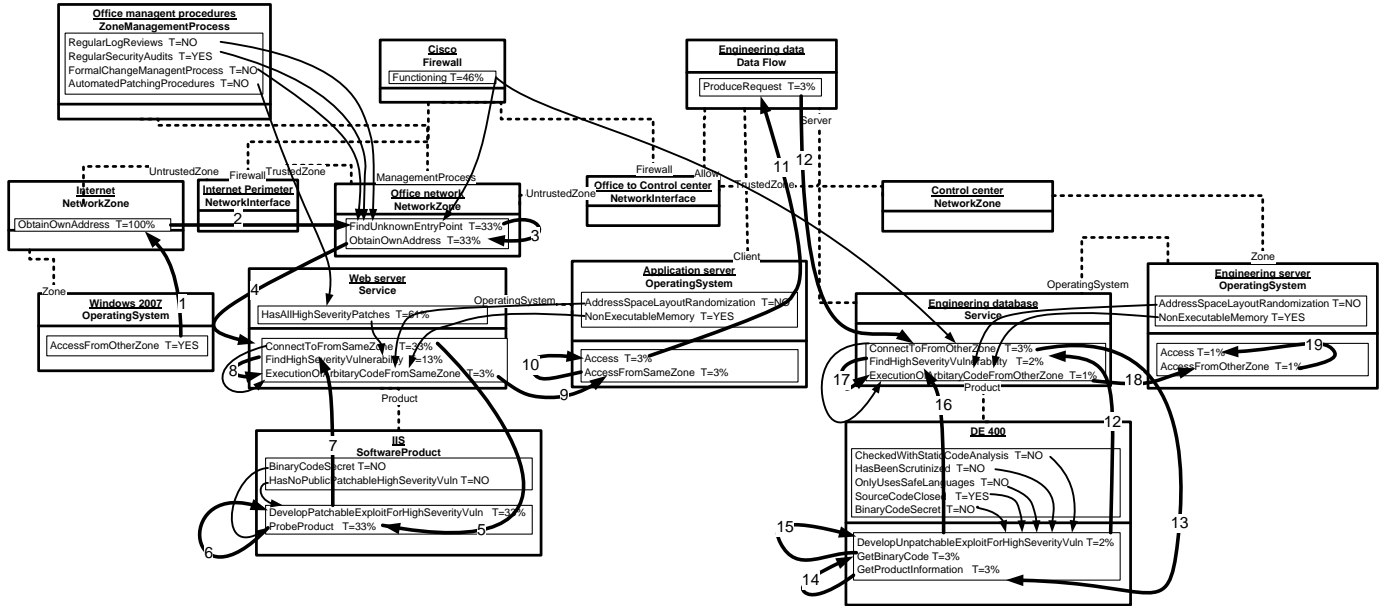 Office managent procedures
ZoneManagementProcess
RegularLogReviews T=NO
RegularSecurityAudits T=YES
FormalChangeManagentProcess T=NO
AutomatedPatchingProcedures T=NO
Cisco
Firewall
Functioning T=46%
Engineering data
Data Flow
ProduceRequest T=3%
Server
11
12
UntrustedZone
Firewall
TrustedZone
ManagementProcess
Firewall
Allow
TrustedZone
UntrustedZone
Internet
NetworkZone
ObtainOwnAddress T=100%
Internet Perimeter
NetworkInterface
2
Office network
NetworkZone
FindUnknownEntryPoint T=33%
ObtainOwnAddress T=33%
3
Office to Control center
NetworkInterface
Control center
NetworkZone
Zone
Client
OperatingSystem
Zone
1
4
Windows 2007
OperatingSystem
AccessFromOtherZone T=YES
Web server
Service
HasAllHighSeverityPatches T=61%
ConnectToFromSameZone T=33%
FindHighSeverityVulnerability T=13%
ExecutionOfArbitaryCodeFromSameZone T=3%
8
OperatingSystem
Application server
OperatingSystem
AddressSpaceLayoutRandomization T=NO
NonExecutableMemory T=YES
Access T=3%
AccessFromSameZone T=3%
10
9
Engineering database
Service
ConnectToFromOtherZone T=3%
FindHighSeverityVulnerability T=2%
ExecutionOfArbitaryCodeFromOtherZone T=1%
17
18
Engineering server
OperatingSystem
AddressSpaceLayoutRandomization T=NO
NonExecutableMemory T=YES
Access T=1%
AccessFromOtherZone T=1%
19
Product
Product
7
16
12
IIS
SoftwareProduct
BinaryCodeSecret T=NO
HasNoPublicPatchableHighSeverityVuln T=NO
DevelopPatchableExploitForHighSeverityVuln T=33%
ProbeProduct T=33%
5
6
DE 400
CheckedWithStaticCodeAnalysis T=NO
HasBeenScrutinized T=NO
OnlyUsesSafeLanguages T=NO
SourceCodeClosed T=YES
BinaryCodeSecret T=NO
DevelopUnpatchableExploitForHighSeverityVuln T=2%
GetBinaryCode T=3%
GetProductInformation T=3%
13
15
14